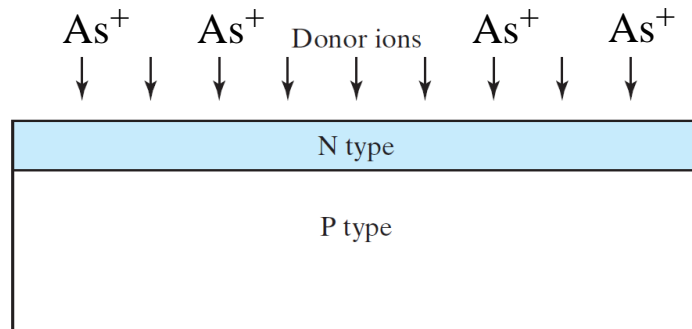 As⁺ As⁺ Donor ions As⁺ As⁺
N type
P type